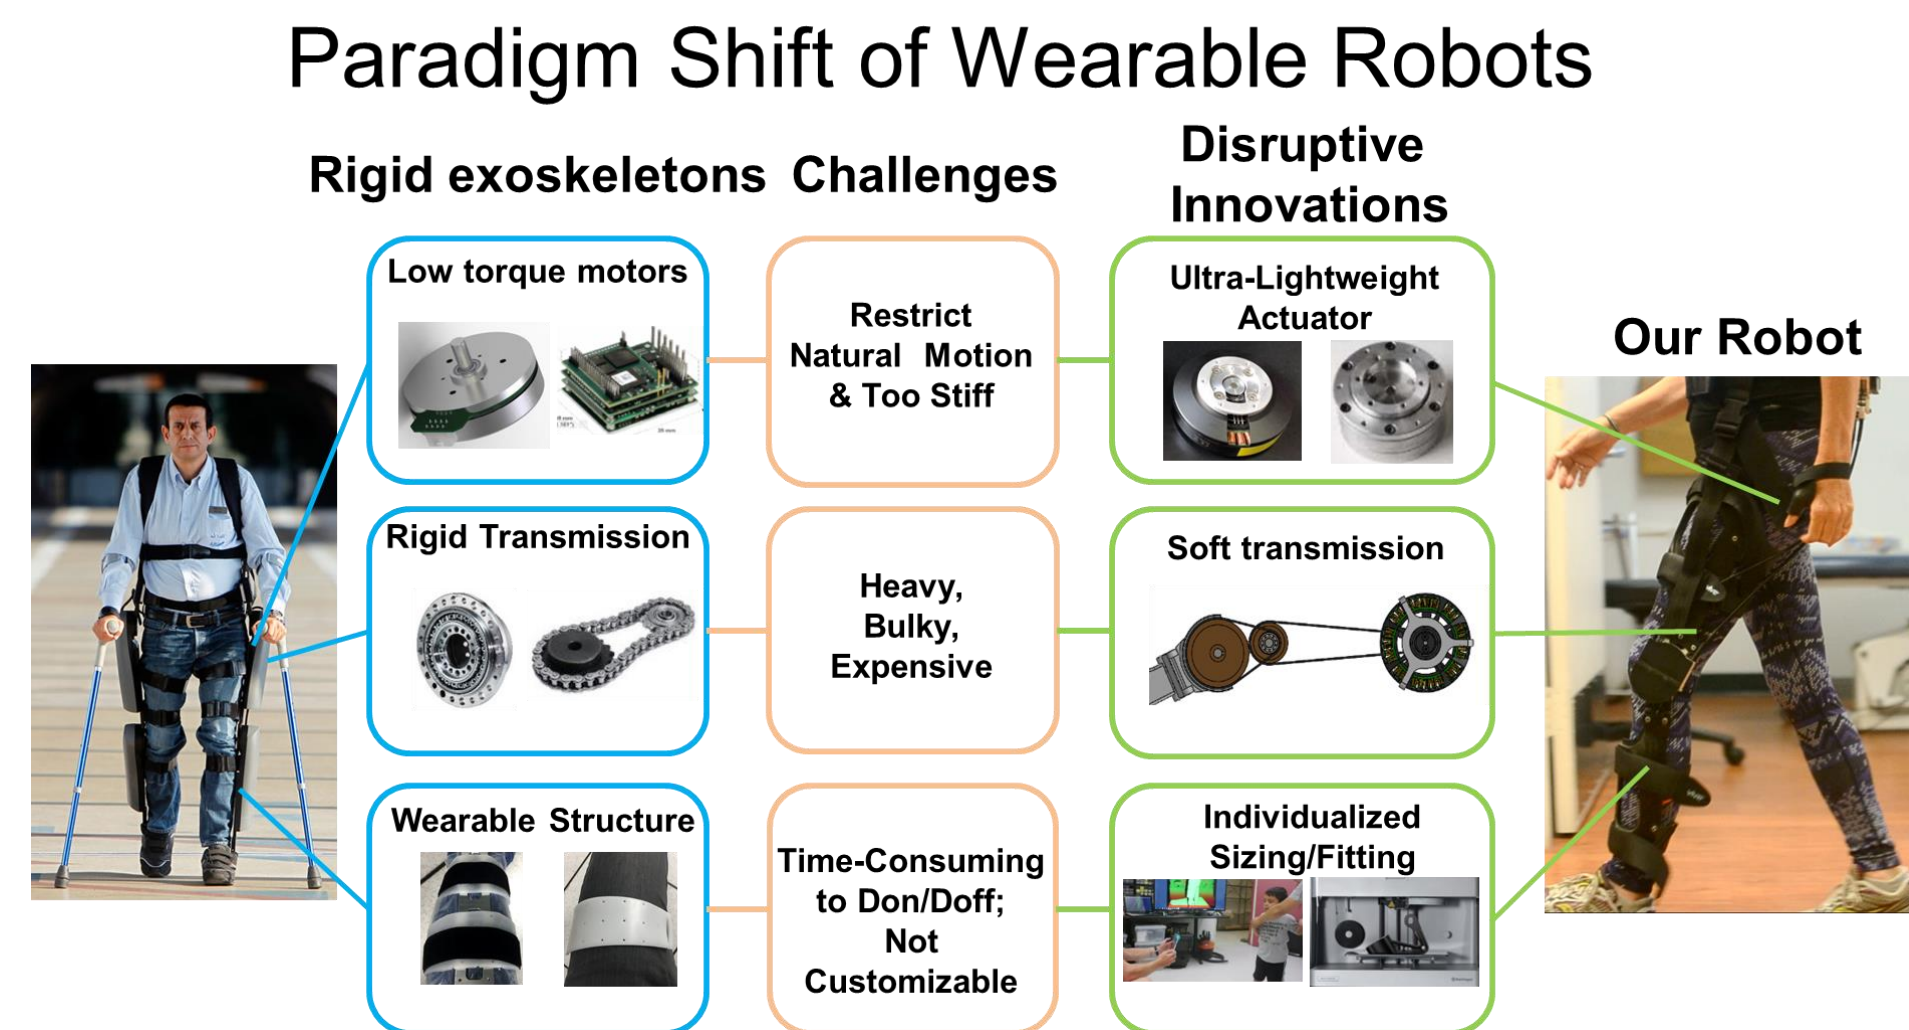 Paradigm Shift of Wearable Robots
Rigid exoskeletons
Challenges
Disruptive
Innovations
Low torque motors
Restrict
Natural Motion
& Too Stiff
Ultra-Lightweight
Actuator
Our Robot
Rigid Transmission
Heavy,
Bulky,
Expensive
Soft transmission
Wearable Structure
Time-Consuming
to Don/Doff;
Not
Customizable
Individualized
Sizing/Fitting